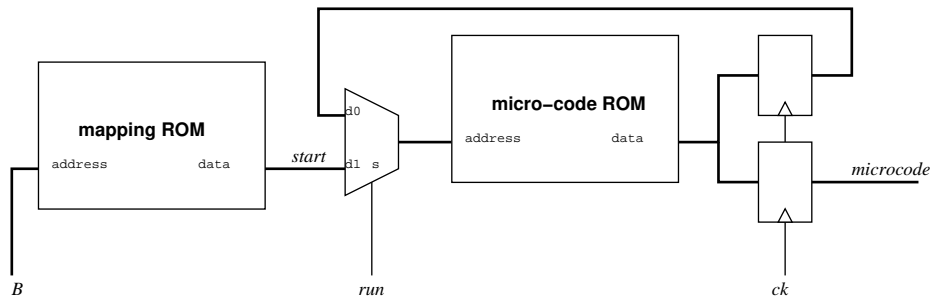 mapping ROM
address
data
start
d0
d1 s
micro−code ROM
address
data
microcode
B
run
ck